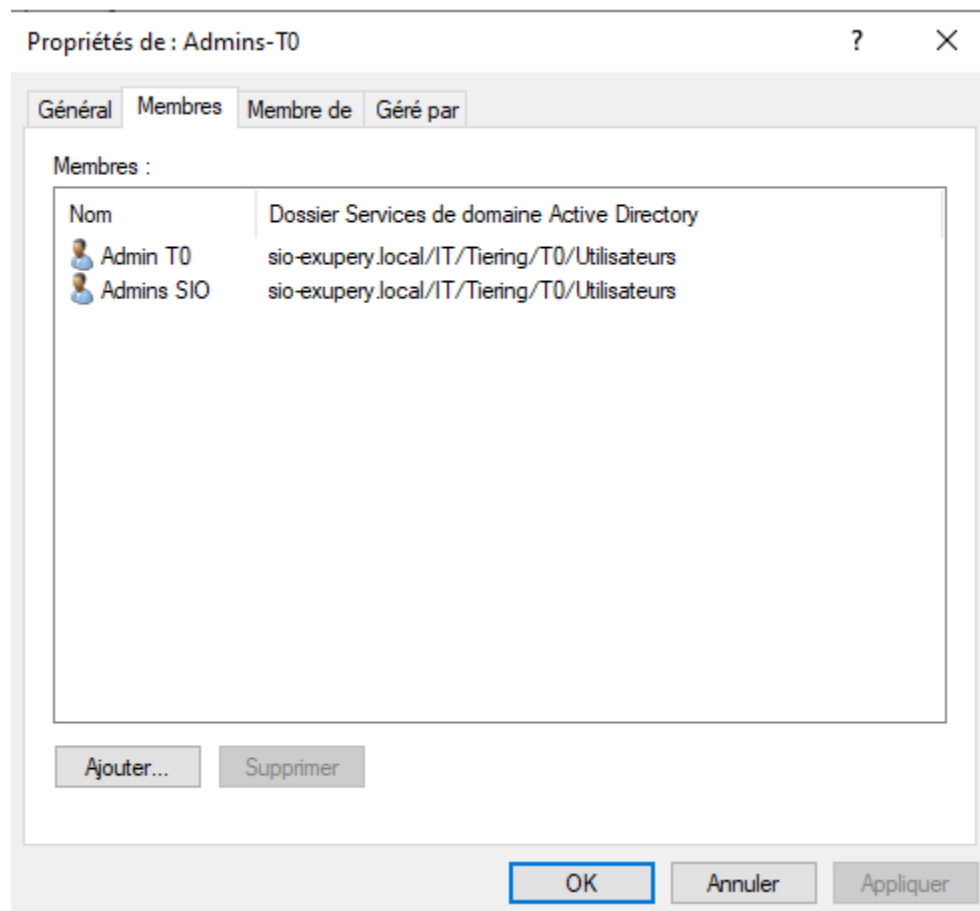 Propriétés de : Admins-T0 ? ×
Général Membres Membre de Géré par
Membres :
Nom Dossier Services de domaine Active Directory
Admin T0 sio-exupery.local/IT/Tiering/T0/Utilisateurs
Admins SIO sio-exupery.local/IT/Tiering/T0/Utilisateurs
Ajouter... Supprimer
OK Annuler Appliquer